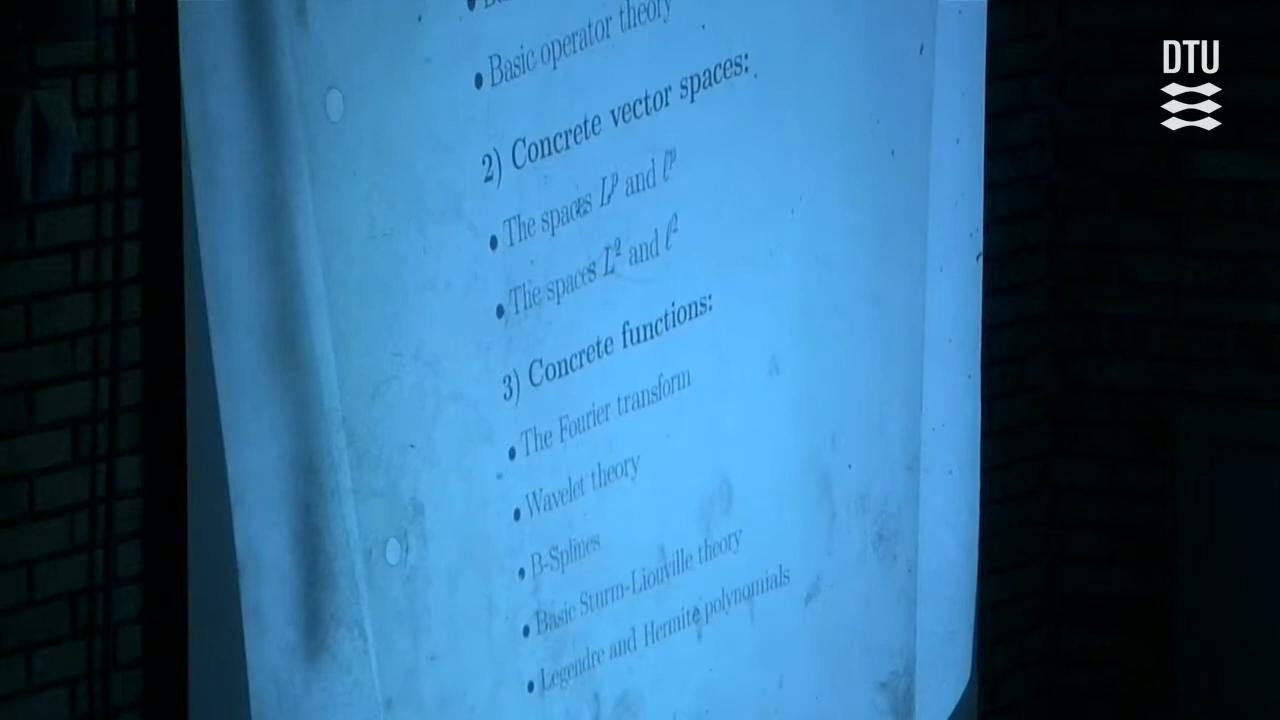 • Basic operator theory
2) Concrete vector spaces:
• The spaces L^p and ℓ^p
• The spaces L^2 and ℓ^2
3) Concrete functions:
• The Fourier transform
• Wavelet theory
• B-Splines
• Basic Sturm-Liouville theory
• Legendre and Hermite polynomials
DTU